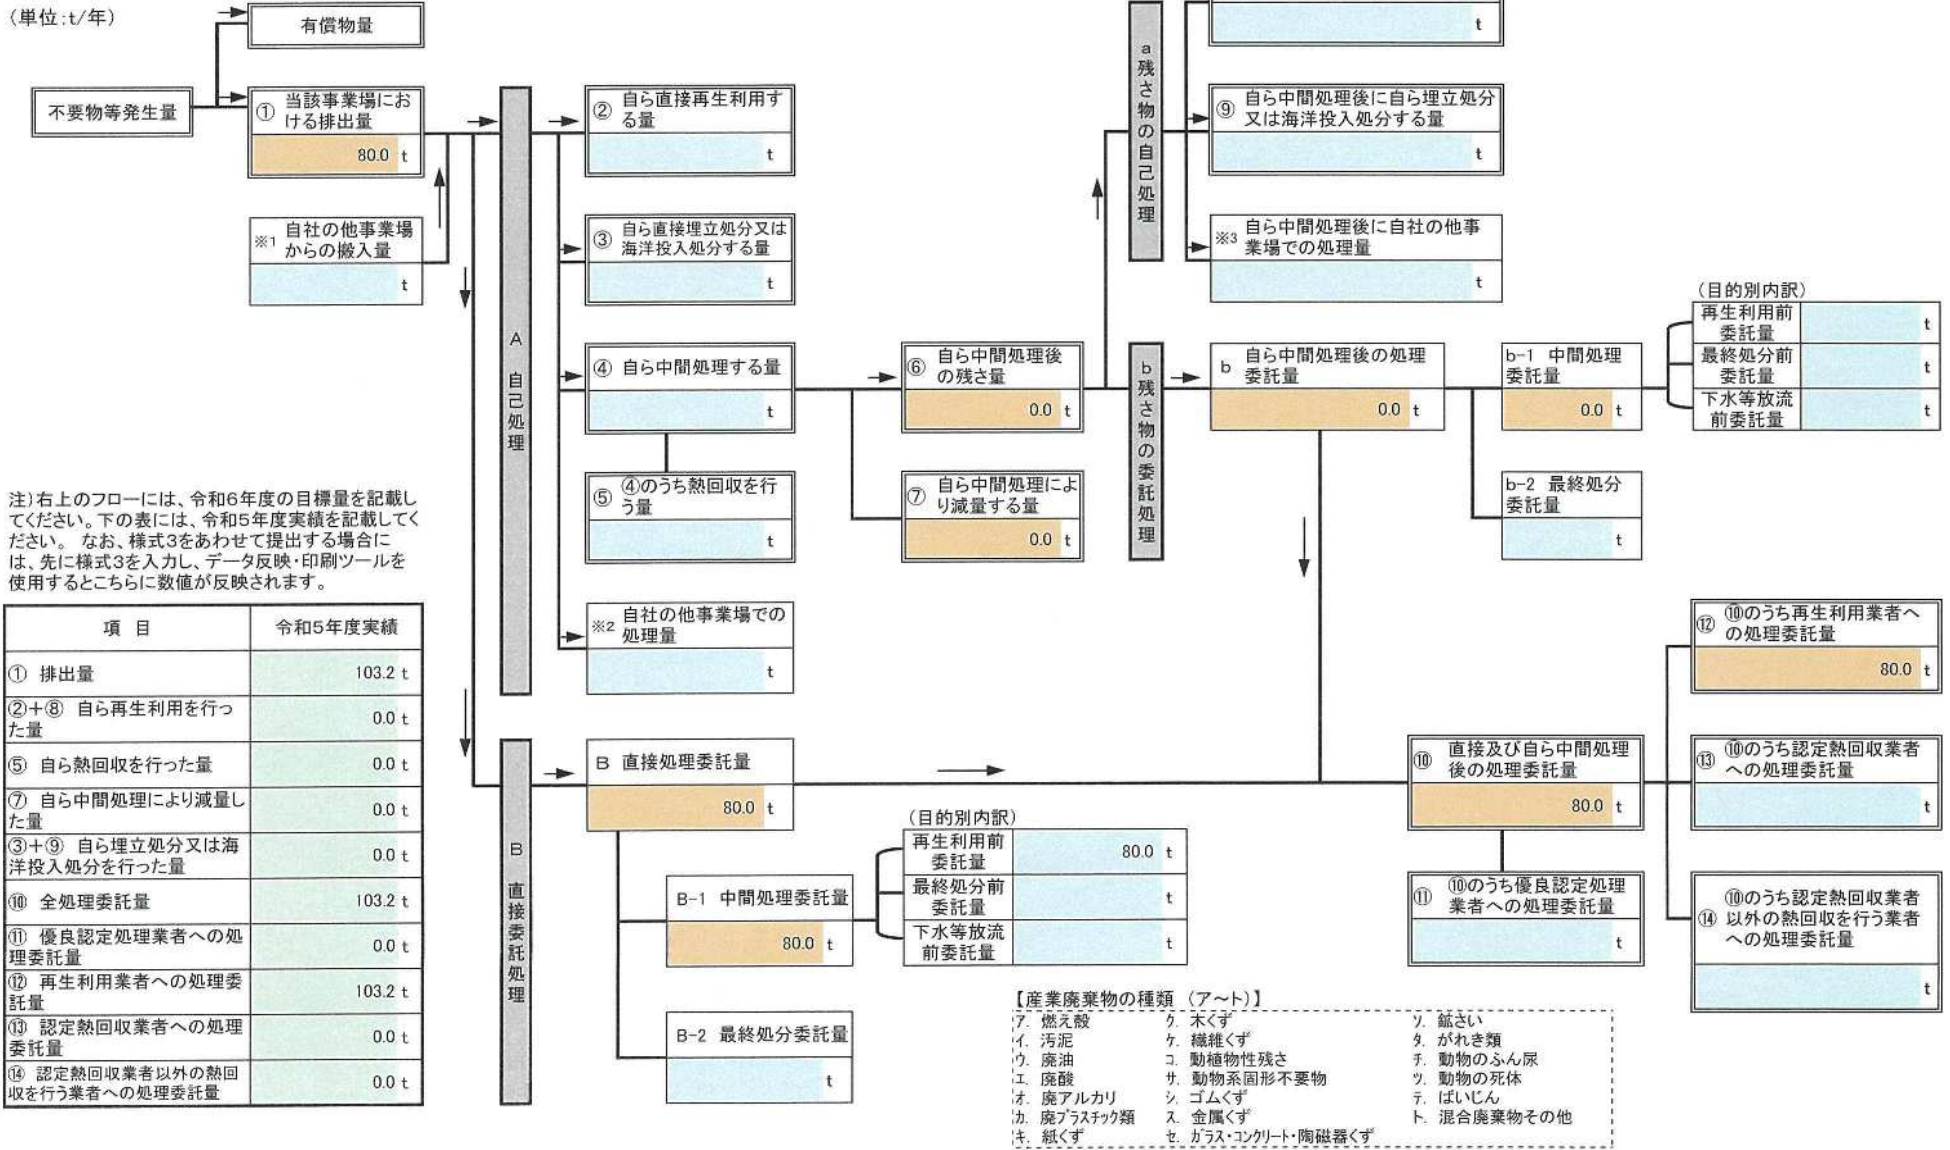 (単位:t/年)
有償物量
不要物等発生量
① 当該事業場にお
ける排出量
80.0 t
※1 自社の他事業場
からの搬入量
t
A 自己処理
② 自ら直接再生利用す
る量
t
③ 自ら直接埋立処分又は
海洋投入処分する量
t
④ 自ら中間処理する量
t
⑤ ④のうち熱回収を行
う量
t
※2 自社の他事業場での
処理量
t
⑥ 自ら中間処理後
の残さ量
0.0 t
⑦ 自ら中間処理によ
り減量する量
0.0 t
a 残さ物の自己処理
t
⑨ 自ら中間処理後に自ら埋立処分
又は海洋投入処分する量
t
※3 自ら中間処理後に自社の他事
業場での処理量
t
b 残さ物の委託処理
b 自ら中間処理後の処理
委託量
0.0 t
b-1 中間処理
委託量
0.0 t
(目的別内訳)
再生利用前
委託量
t
最終処分前
委託量
t
下水等放流
前委託量
t
b-2 最終処分
委託量
t
注)右上のフローには、令和6年度の目標量を記載し
てください。下の表には、令和5年度実績を記載してく
ださい。 なお、様式3をあわせて提出する場合に
は、先に様式3を入力し、データ反映・印刷ツールを
使用するとこちらに数値が反映されます。
項 目 令和5年度実績
① 排出量 103.2 t
②+⑧ 自ら再生利用を行っ
た量 0.0 t
⑤ 自ら熱回収を行った量 0.0 t
⑦ 自ら中間処理により減量し
た量 0.0 t
③+⑨ 自ら埋立処分又は海
洋投入処分を行った量 0.0 t
⑩ 全処理委託量 103.2 t
⑪ 優良認定処理業者への処
理委託量 0.0 t
⑫ 再生利用業者への処理委
託量 103.2 t
⑬ 認定熱回収業者への処理
委託量 0.0 t
⑭ 認定熱回収業者以外の熱回
収を行う業者への処理委託量 0.0 t
B 直接委託処理
B 直接処理委託量
80.0 t
B-1 中間処理委託量
80.0 t
(目的別内訳)
再生利用前
委託量
80.0 t
最終処分前
委託量
t
下水等放流
前委託量
t
B-2 最終処分委託量
t
⑩ 直接及び自ら中間処理
後の処理委託量
80.0 t
⑪ ⑩のうち優良認定処理
業者への処理委託量
t
⑫ ⑩のうち再生利用業者へ
の処理委託量
80.0 t
⑬ ⑩のうち認定熱回収業者
への処理委託量
t
⑭ ⑩のうち認定熱回収業者
以外の熱回収を行う業者
への処理委託量
t
【産業廃棄物の種類 (ア~ト)】
ア. 燃え殻 ク. 木くず ソ. 鉱さい
イ. 汚泥 ケ. 繊維くず タ. がれき類
ウ. 廃油 コ. 動植物性残さ チ. 動物のふん尿
エ. 廃酸 サ. 動物系固形不要物 ツ. 動物の死体
オ. 廃アルカリ シ. ゴムくず テ. ばいじん
カ. 廃プラスチック類 ス. 金属くず ト. 混合廃棄物その他
キ. 紙くず セ. ガラス・コンクリート・陶磁器くず